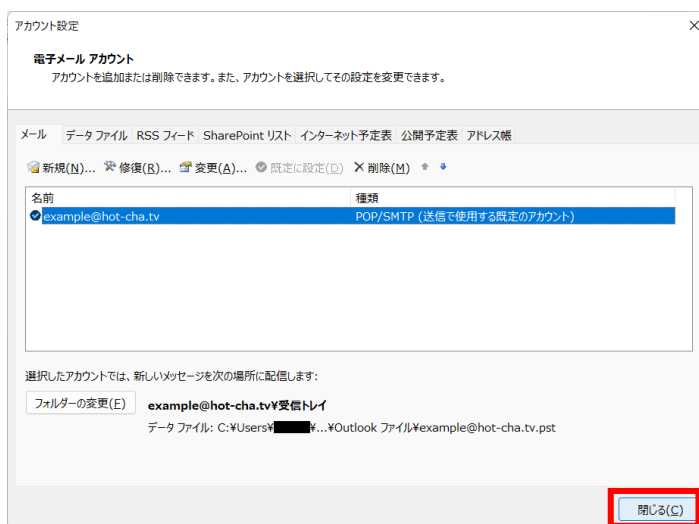 アカウント設定
電子メール アカウント
アカウントを追加または削除できます。また、アカウントを選択してその設定を変更できます。
メール データ ファイル RSS フィード SharePoint リスト インターネット予定表 公開予定表 アドレス帳
新規(N)... 修復(R)... 変更(A)... 既定に設定(D) 削除(M)
名前 種類
example@hot-cha.tv POP/SMTP (送信で使用する既定のアカウント)
選択したアカウントでは、新しいメッセージを次の場所に配信します:
フォルダーの変更(F) example@hot-cha.tv¥受信トレイ
データ ファイル: C:¥Users¥ ¥...¥Outlook ファイル¥example@hot-cha.tv.pst
閉じる(C)